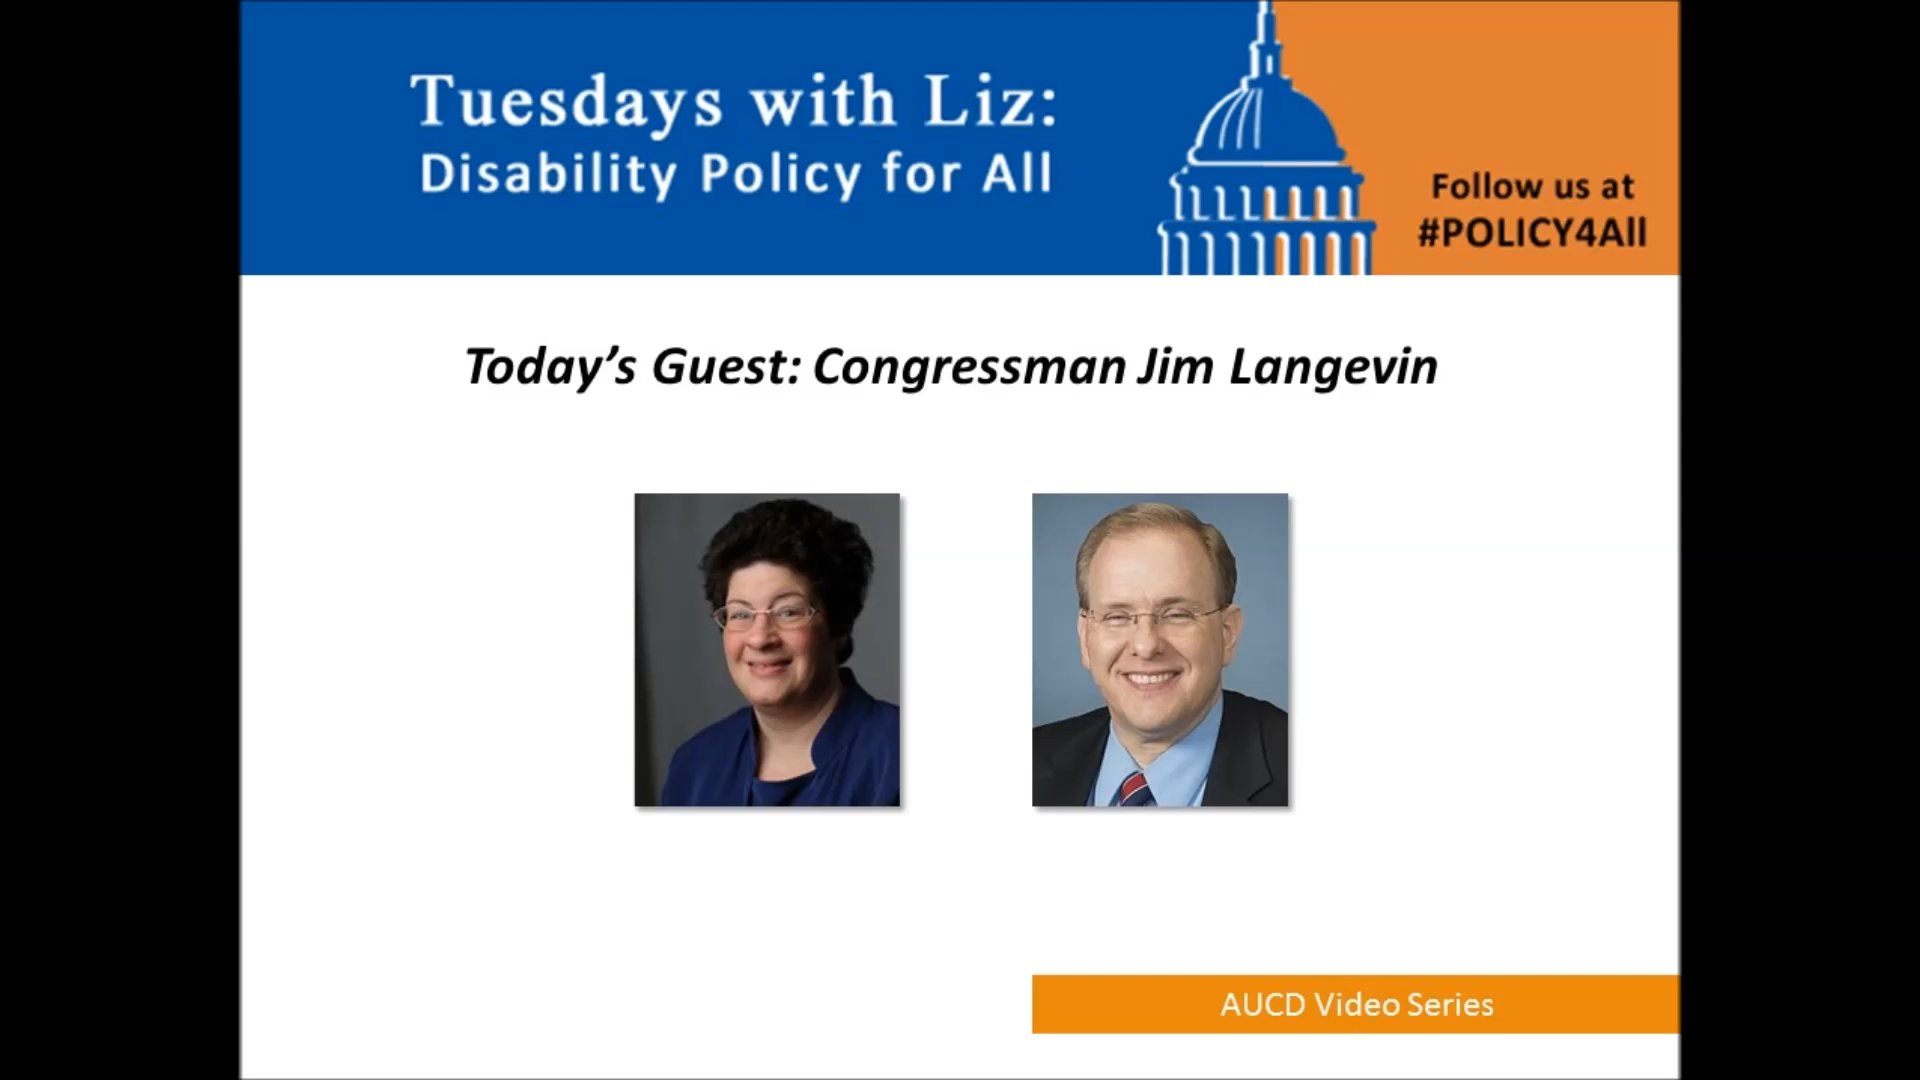 Tuesdays with Liz:
Disability Policy for All
Follow us at
#POLICY4All
Today’s Guest: Congressman Jim Langevin
AUCD Video Series